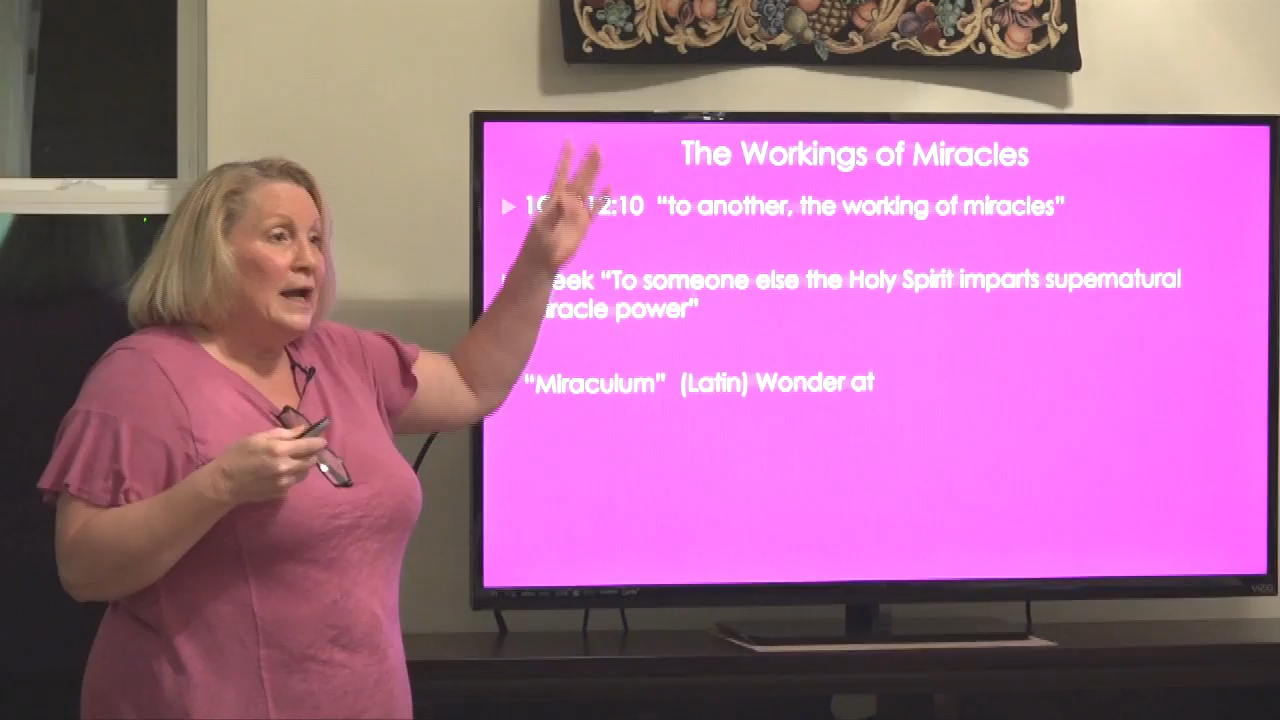 The Workings of Miracles
2:10 “to another, the working of miracles”
“To someone else the Holy Spirit imparts supernatural
power”
“Miraculum” (Latin) Wonder at
VIZIO